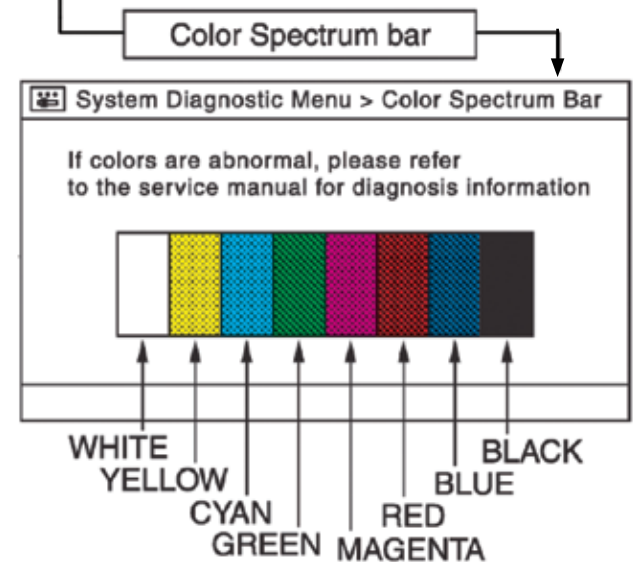 Color Spectrum bar
System Diagnostic Menu > Color Spectrum Bar
If colors are abnormal, please refer
to the service manual for diagnosis information
WHITE
YELLOW
CYAN
GREEN
MAGENTA
RED
BLUE
BLACK